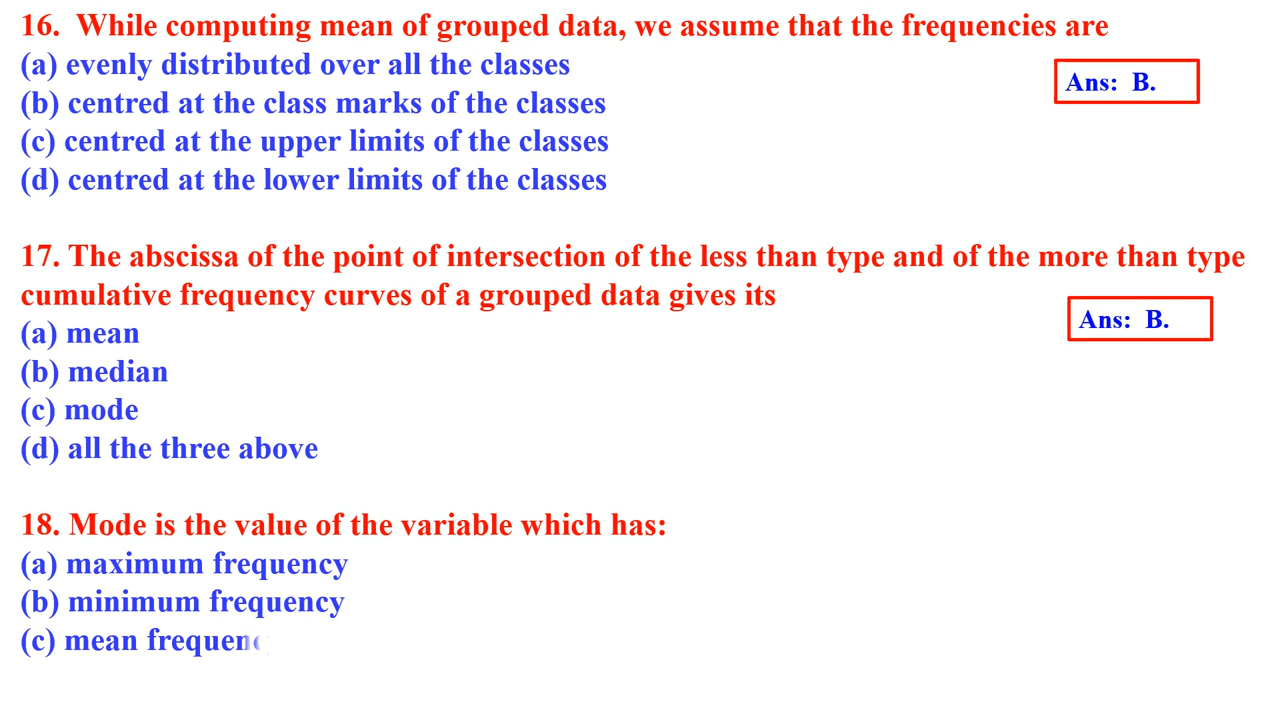 16. While computing mean of grouped data, we assume that the frequencies are
(a) evenly distributed over all the classes
Ans: B.
(b) centred at the class marks of the classes
(c) centred at the upper limits of the classes
(d) centred at the lower limits of the classes
17. The abscissa of the point of intersection of the less than type and of the more than type
cumulative frequency curves of a grouped data gives its
Ans: B.
(a) mean
(b) median
(c) mode
(d) all the three above
18. Mode is the value of the variable which has:
(a) maximum frequency
(b) minimum frequency
(c) mean